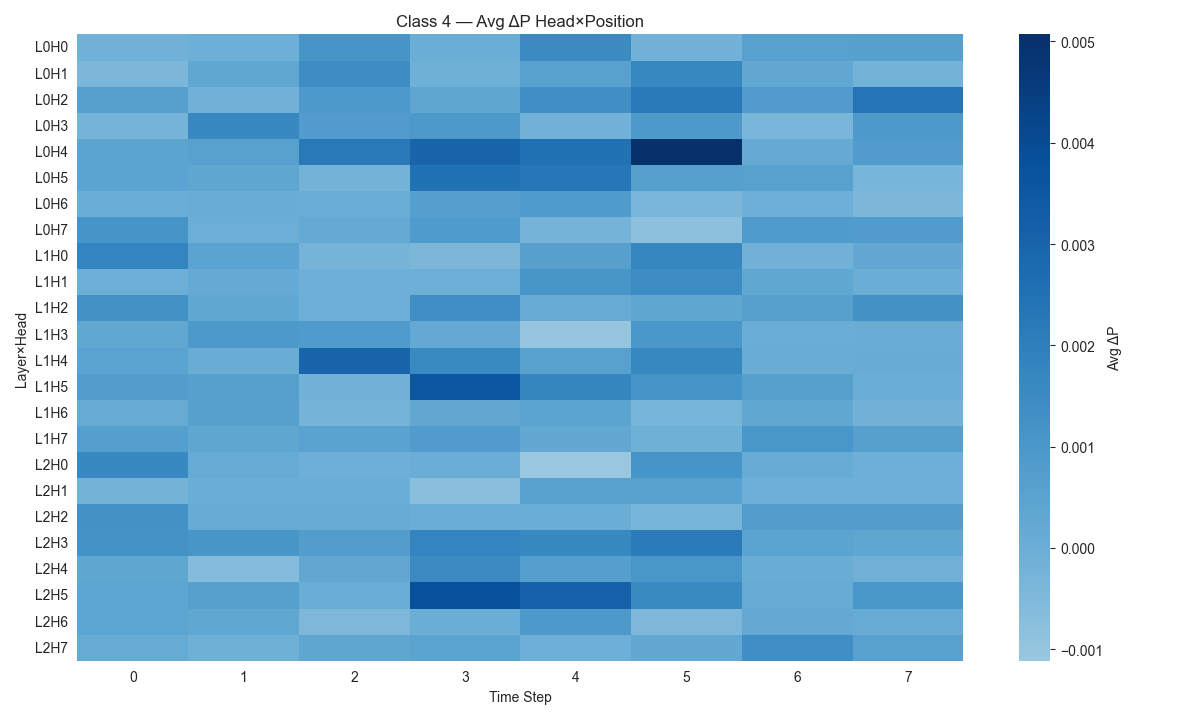 Class 4 — Avg ΔP Head×Position
Layer×Head
L0H0
L0H1
L0H2
L0H3
L0H4
L0H5
L0H6
L0H7
L1H0
L1H1
L1H2
L1H3
L1H4
L1H5
L1H6
L1H7
L2H0
L2H1
L2H2
L2H3
L2H4
L2H5
L2H6
L2H7
0 1 2 3 4 5 6 7
Time Step
0.005
0.004
0.003
0.002
0.001
0.000
−0.001
Avg ΔP